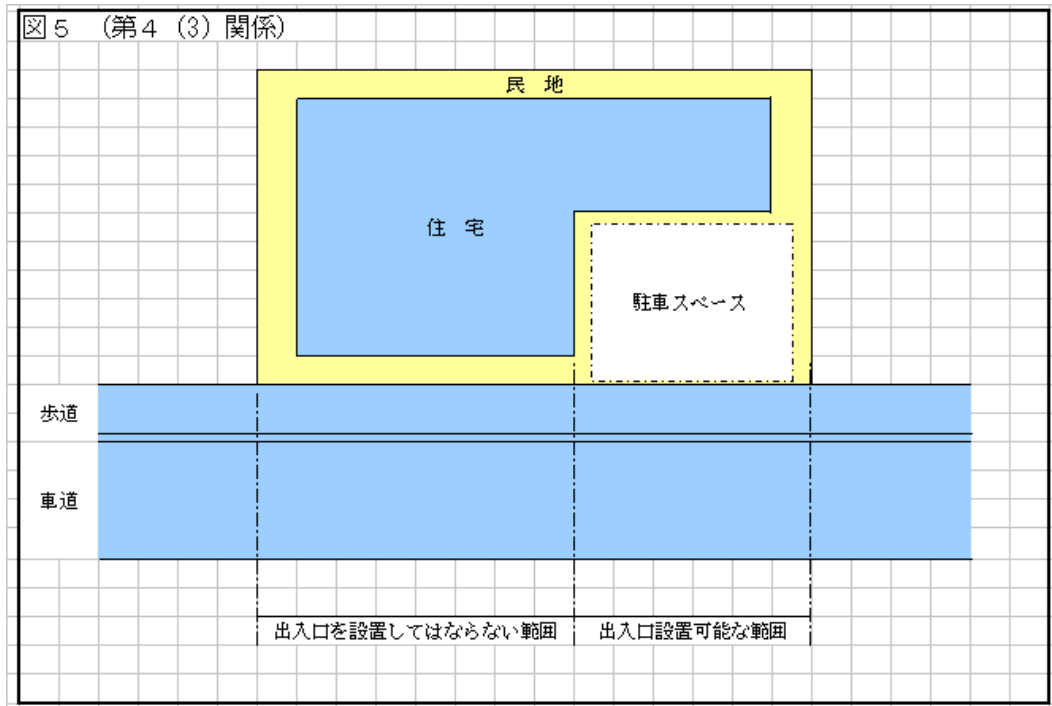 図５　（第４（3）関係）
民　地
住　宅
駐車スペース
歩道
車道
出入口を設置してはならない範囲
出入口設置可能な範囲